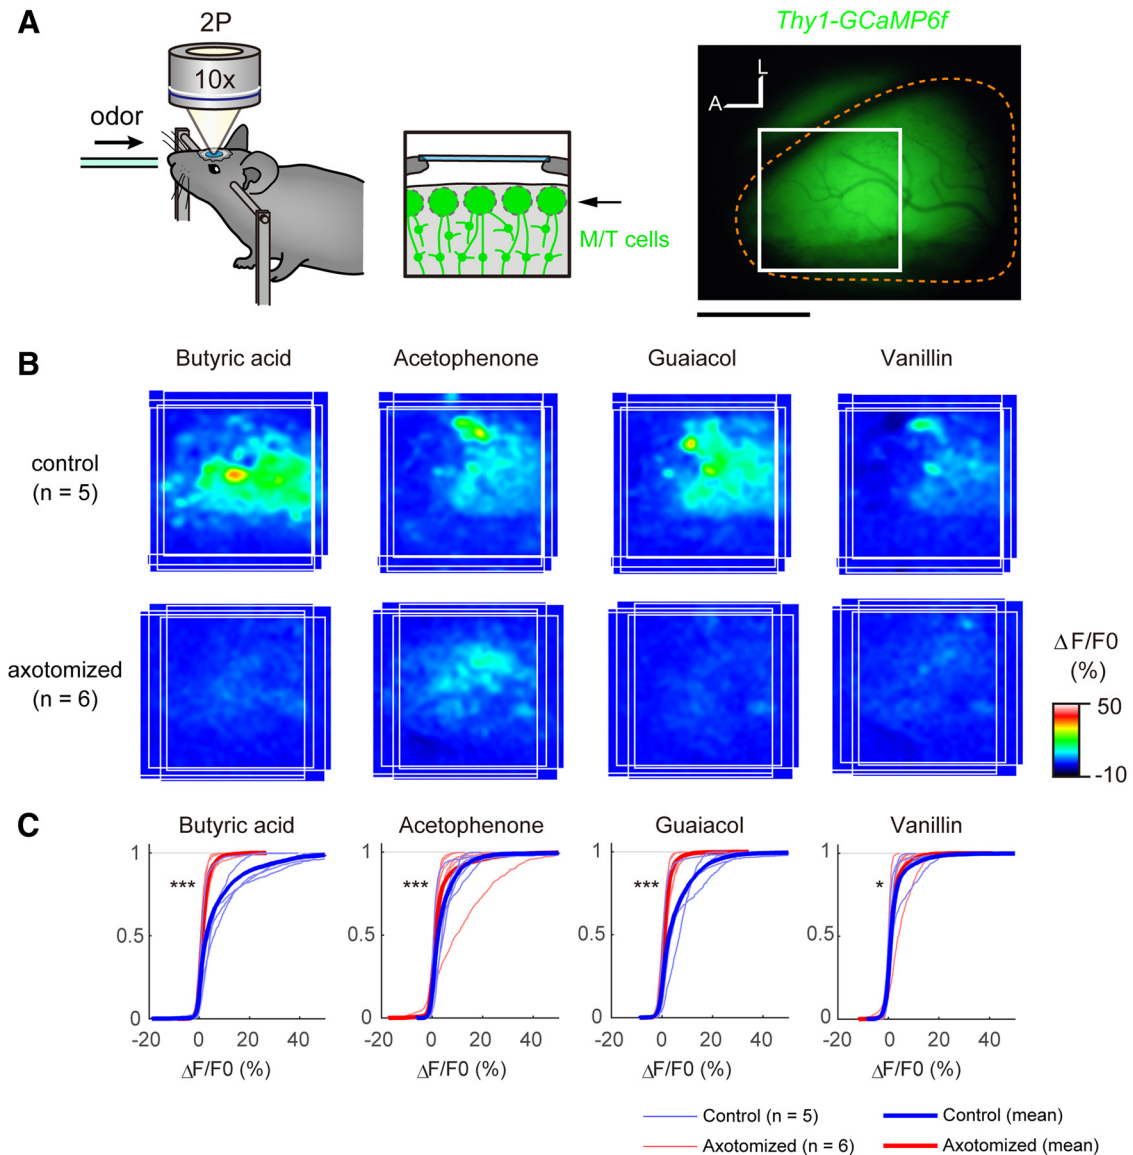 A
2P
10x
odor
M/T cells
Thy1-GCaMP6f
L
A
B
Butyric acid
Acetophenone
Guaiacol
Vanillin
control
(n = 5)
axotomized
(n = 6)
ΔF/F0
(%)
50
-10
C
Butyric acid
Acetophenone
Guaiacol
Vanillin
1
***
0.5
0
-20 0 20 40
ΔF/F0 (%)
1
***
0.5
0
-20 0 20 40
ΔF/F0 (%)
1
***
0.5
0
-20 0 20 40
ΔF/F0 (%)
1
*
0.5
0
-20 0 20 40
ΔF/F0 (%)
Control (n = 5)
Control (mean)
Axotomized (n = 6)
Axotomized (mean)